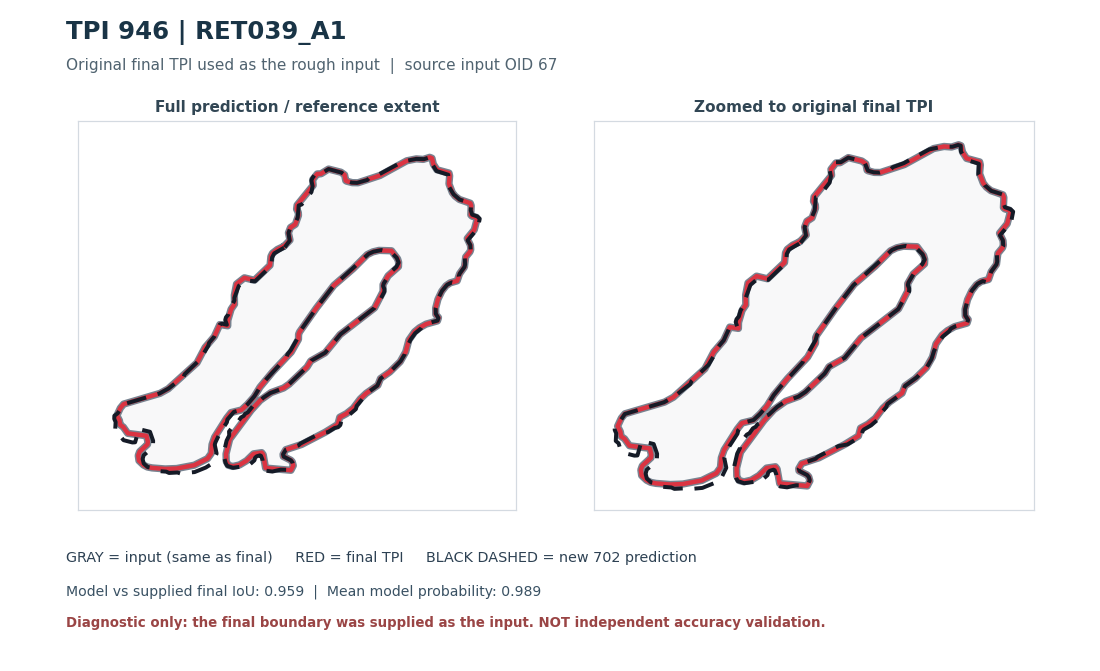 TPI 946 | RET039_A1
Original final TPI used as the rough input | source input OID 67
Full prediction / reference extent
Zoomed to original final TPI
GRAY = input (same as final) RED = final TPI BLACK DASHED = new 702 prediction
Model vs supplied final IoU: 0.959 | Mean model probability: 0.989
Diagnostic only: the final boundary was supplied as the input. NOT independent accuracy validation.